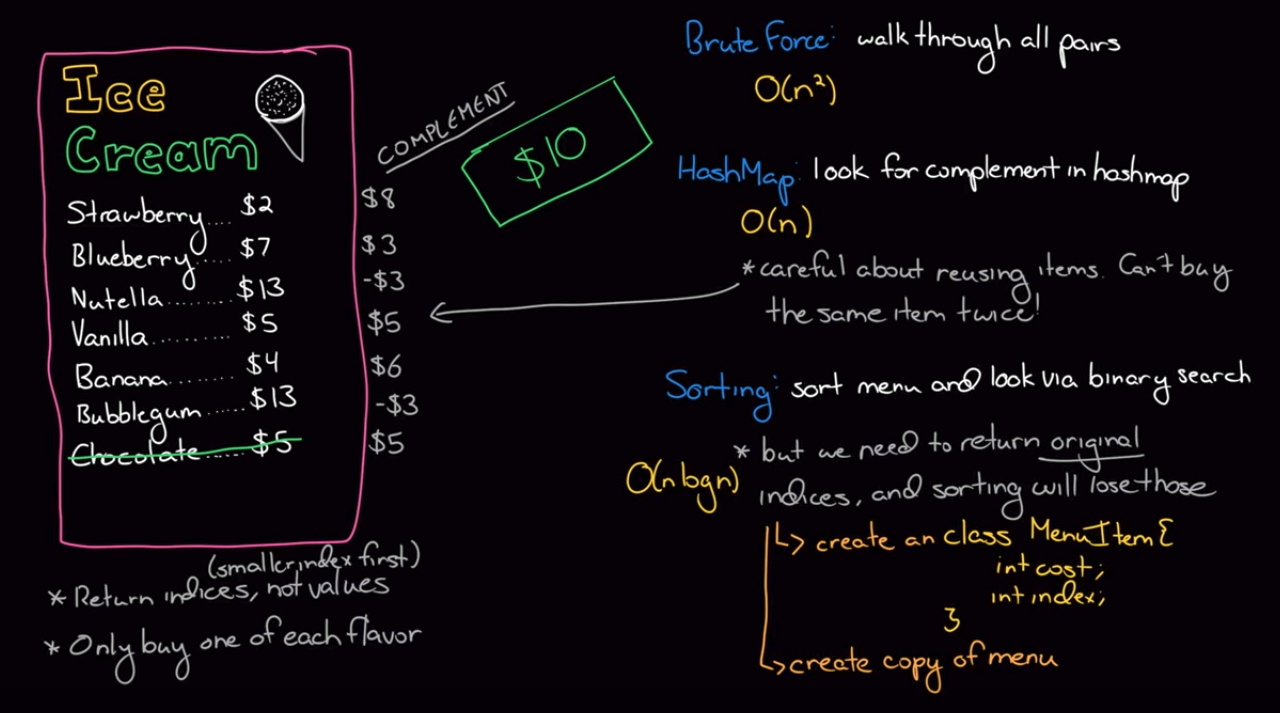 Ice
Cream
Strawberry.... $2
Blueberry..... $7
Nutella........ $13
Vanilla......... $5
Banana........ $4
Bubblegum...... $13
Chocolate...... $5
COMPLEMENT
$8
$3
-$3
$5
$6
-$3
$5
$10
(smaller index first)
* Return indices, not values
* Only buy one of each flavor
Brute Force: walk through all pairs
O(n²)
HashMap: look for complement in hashmap
O(n)
* careful about reusing items. Can't buy
the same item twice!
Sorting: sort menu and look via binary search
O(n log n)
* but we need to return original
indices, and sorting will lose those
↳ create an class MenuItem {
int cost;
int index;
}
↳ create copy of menu